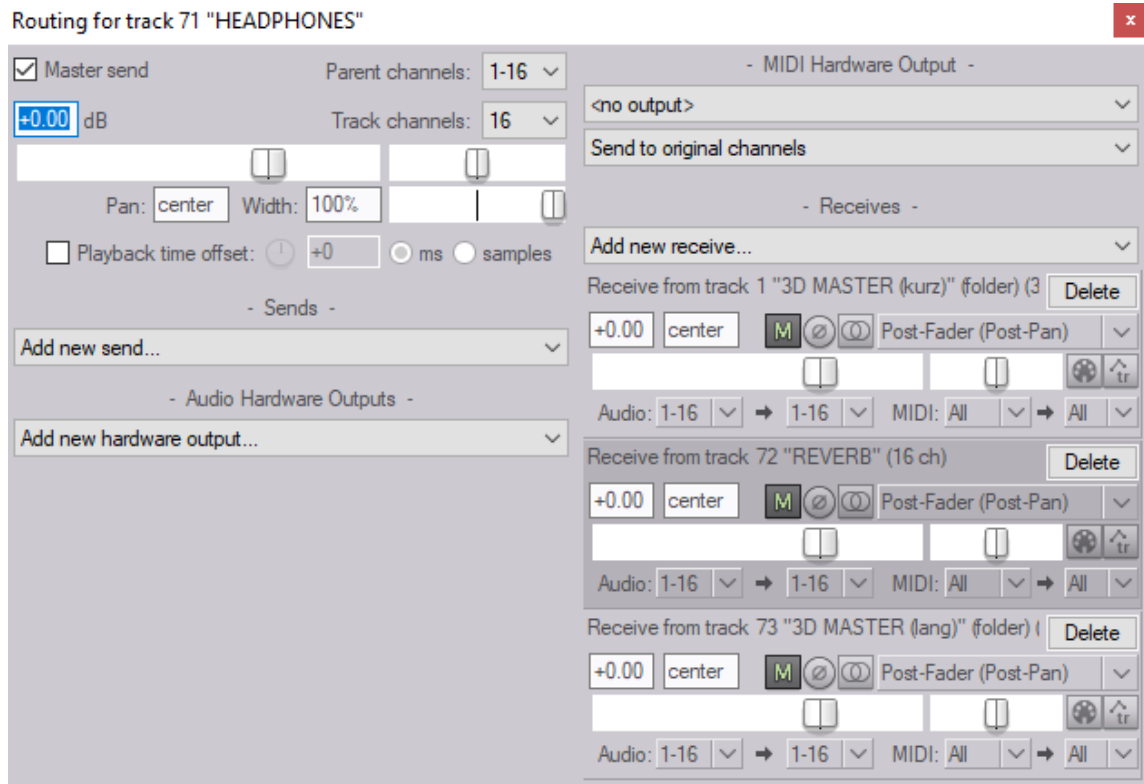 Routing for track 71 "HEADPHONES"
x
Master send
Parent channels: 1-16
+0.00 dB
Track channels: 16
Pan: center Width: 100%
Playback time offset: +0 ms samples
- Sends -
Add new send...
- Audio Hardware Outputs -
Add new hardware output...
- MIDI Hardware Output -
<no output>
Send to original channels
- Receives -
Add new receive...
Receive from track 1 "3D MASTER (kurz)" (folder) (3 Delete
+0.00 center M Post-Fader (Post-Pan)
tr
Audio: 1-16 → 1-16 MIDI: All → All
Receive from track 72 "REVERB" (16 ch) Delete
+0.00 center M Post-Fader (Post-Pan)
tr
Audio: 1-16 → 1-16 MIDI: All → All
Receive from track 73 "3D MASTER (lang)" (folder) ( Delete
+0.00 center M Post-Fader (Post-Pan)
tr
Audio: 1-16 → 1-16 MIDI: All → All